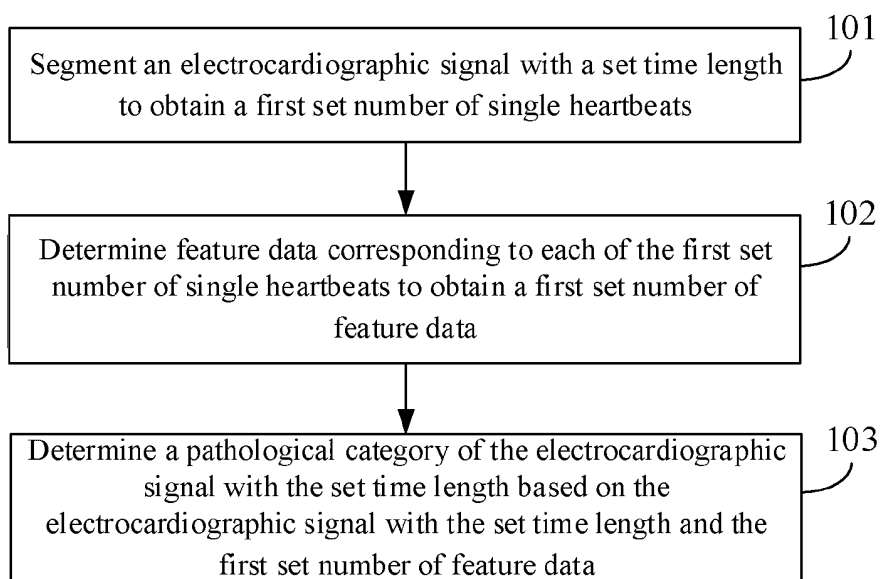 101
Segment an electrocardiographic signal with a set time length
to obtain a first set number of single heartbeats
102
Determine feature data corresponding to each of the first set
number of single heartbeats to obtain a first set number of
feature data
103
Determine a pathological category of the electrocardiographic
signal with the set time length based on the
electrocardiographic signal with the set time length and the
first set number of feature data